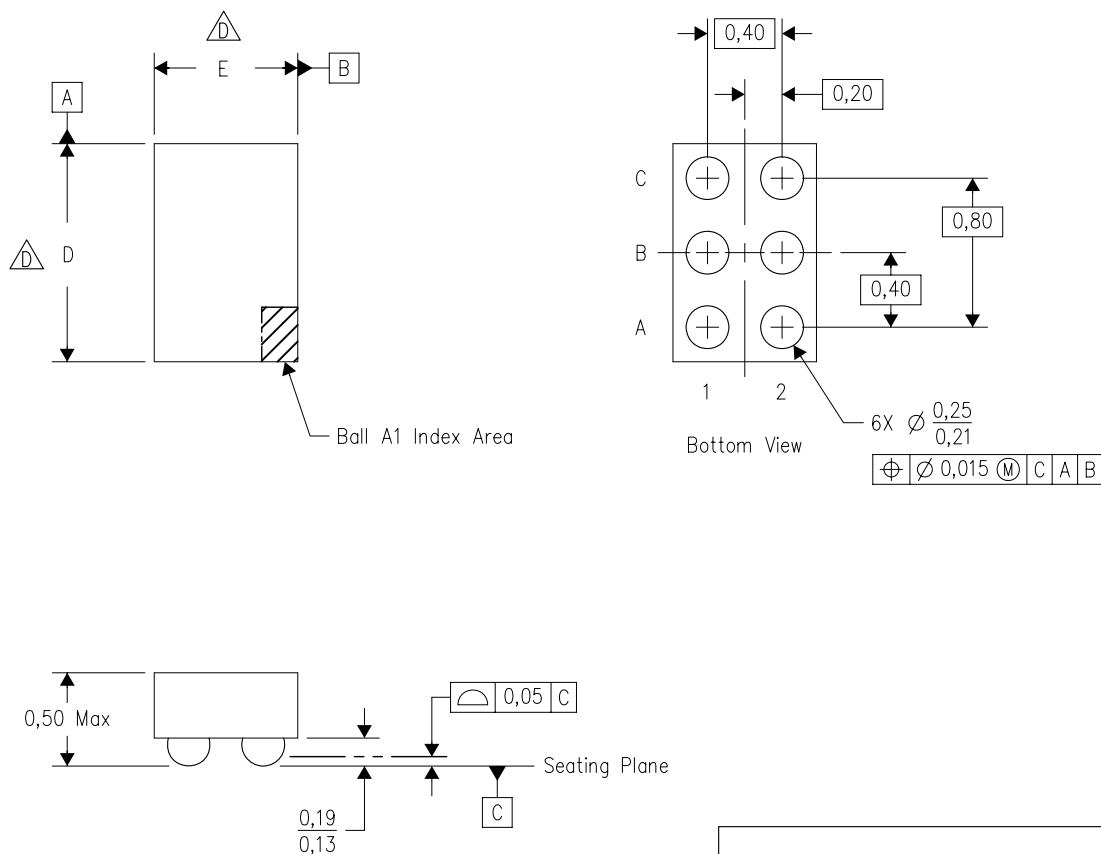 D
E
B
A
D
D
Ball A1 Index Area
0,40
0,20
C
B
A
0,80
0,40
1
2
Bottom View
6X Ø 0,25
0,21
⌖ Ø 0,015 Ⓜ C A B
0,50 Max
⌓ 0,05 C
Seating Plane
C
0,19
0,13